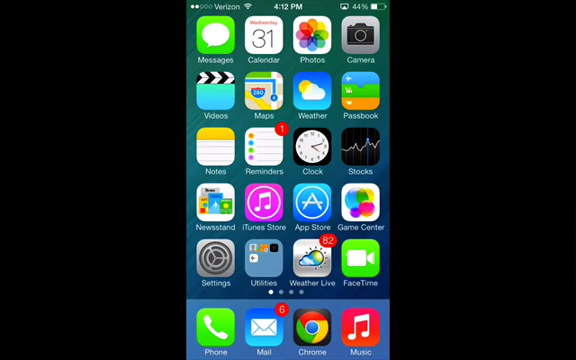 Verizon 4:12 PM 44%
Wednesday
31
Messages Calendar Photos Camera
280
Videos Maps Weather Passbook
1
Notes Reminders Clock Stocks
Newsstand iTunes Store App Store Game Center
82
Settings Utilities Weather Live FaceTime
6
Phone Mail Chrome Music